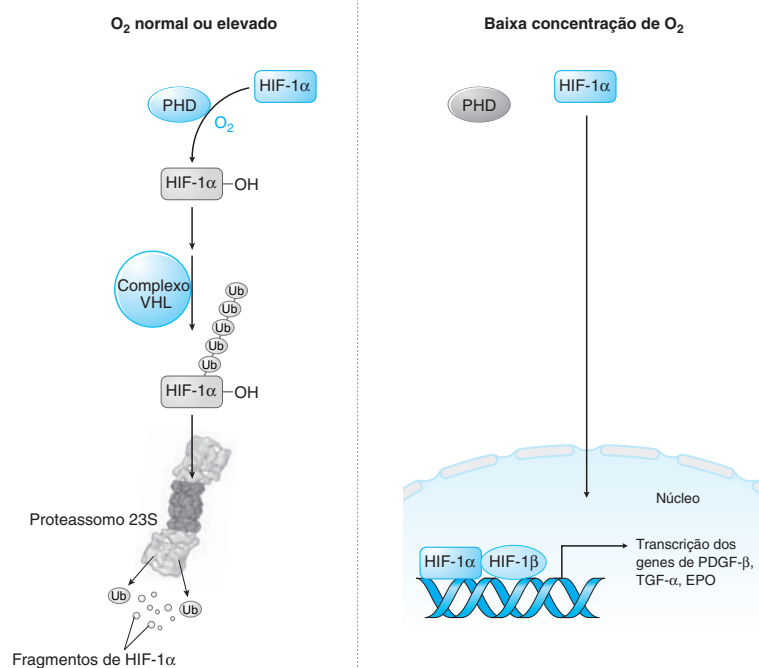 O₂ normal ou elevado
PHD
HIF-1α
O₂
HIF-1α
OH
Complexo
VHL
Ub
Ub
Ub
Ub
Ub
HIF-1α
OH
Proteassomo 23S
Ub
Ub
Fragmentos de HIF-1α
Baixa concentração de O₂
PHD
HIF-1α
Núcleo
HIF-1α
HIF-1β
Transcrição dos
genes de PDGF-β,
TGF-α, EPO